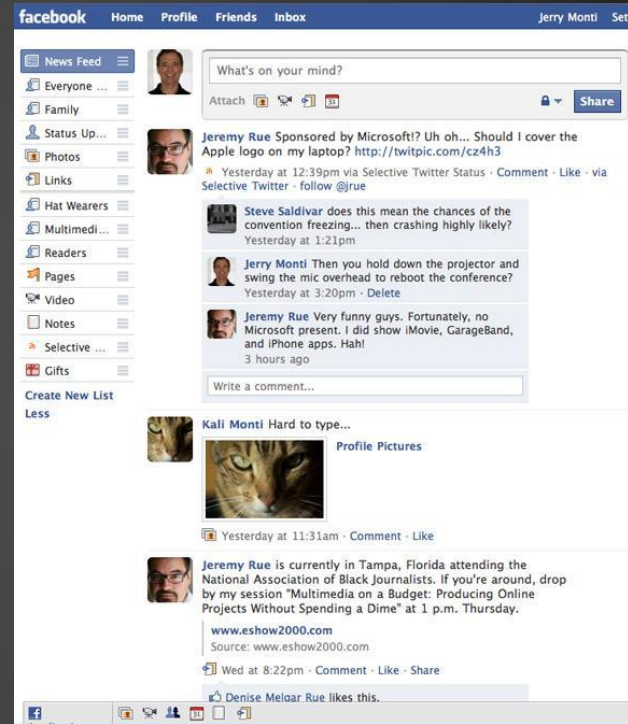 facebook Home Profile Friends Inbox Jerry Monti Set
News Feed
Everyone ...
Family
Status Up...
Photos
Links
Hat Wearers
Multimedi...
Readers
Pages
Video
Notes
Selective ...
Gifts
Create New List
Less
What's on your mind?
Attach 31 Share
Jeremy Rue Sponsored by Microsoft!? Uh oh... Should I cover the
Apple logo on my laptop? http://twitpic.com/cz4h3
Yesterday at 12:39pm via Selective Twitter Status · Comment · Like · via
Selective Twitter · follow @jrue
Steve Saldivar does this mean the chances of the
convention freezing... then crashing highly likely?
Yesterday at 1:21pm
Jerry Monti Then you hold down the projector and
swing the mic overhead to reboot the conference?
Yesterday at 3:20pm · Delete
Jeremy Rue Very funny guys. Fortunately, no
Microsoft present. I did show iMovie, GarageBand,
and iPhone apps. Hah!
3 hours ago
Write a comment...
Kali Monti Hard to type...
Profile Pictures
Yesterday at 11:31am · Comment · Like
Jeremy Rue is currently in Tampa, Florida attending the
National Association of Black Journalists. If you're around, drop
by my session "Multimedia on a Budget: Producing Online
Projects Without Spending a Dime" at 1 p.m. Thursday.
www.eshow2000.com
Source: www.eshow2000.com
Wed at 8:22pm · Comment · Like · Share
Denise Melgar Rue likes this.
f 31